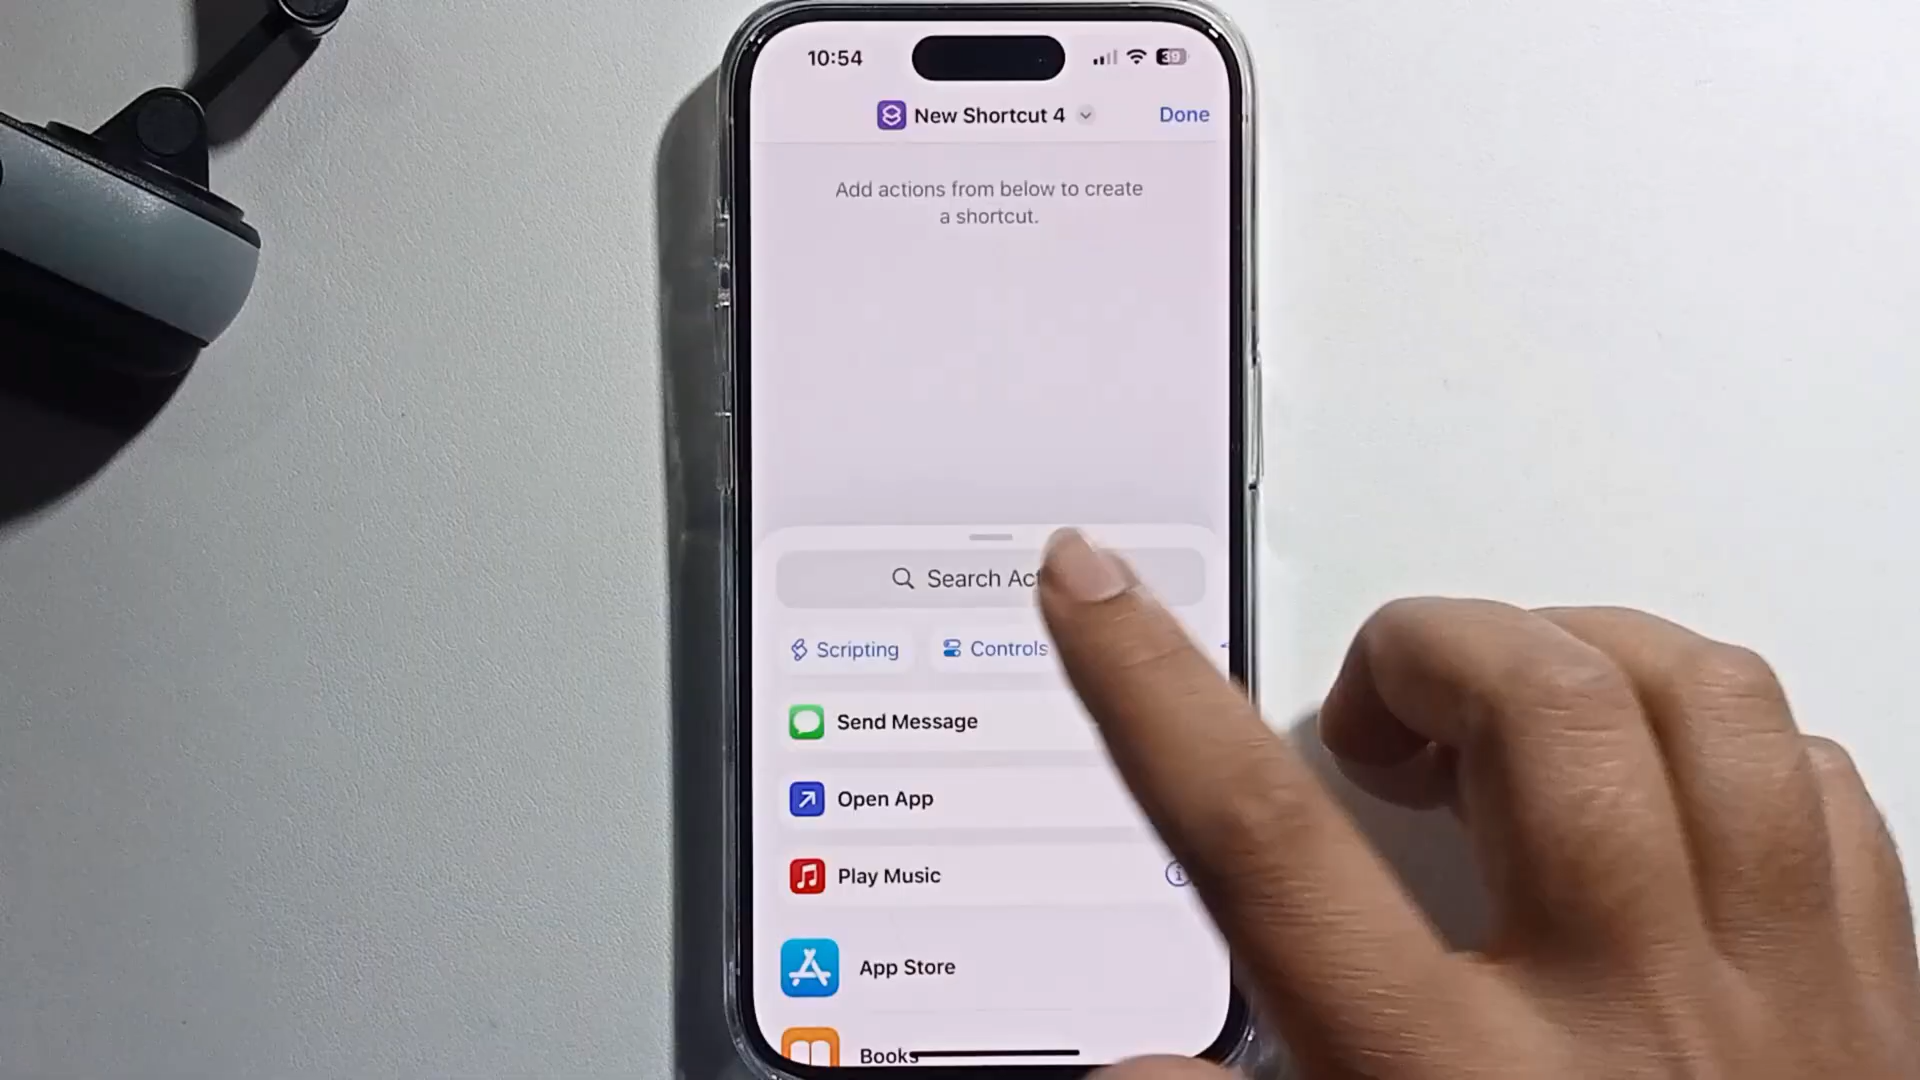 10:54
39
New Shortcut 4
Done
Add actions from below to create
a shortcut.
Search
Scripting
Controls
Send Message
Open App
Play Music
App Store
Books